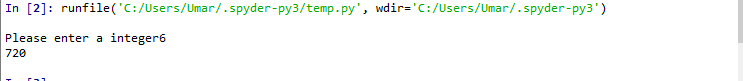 In [2]: runfile('C:/Users/Umar/.spyder-py3/temp.py', wdir='C:/Users/Umar/.spyder-py3')
Please enter a integer6
720